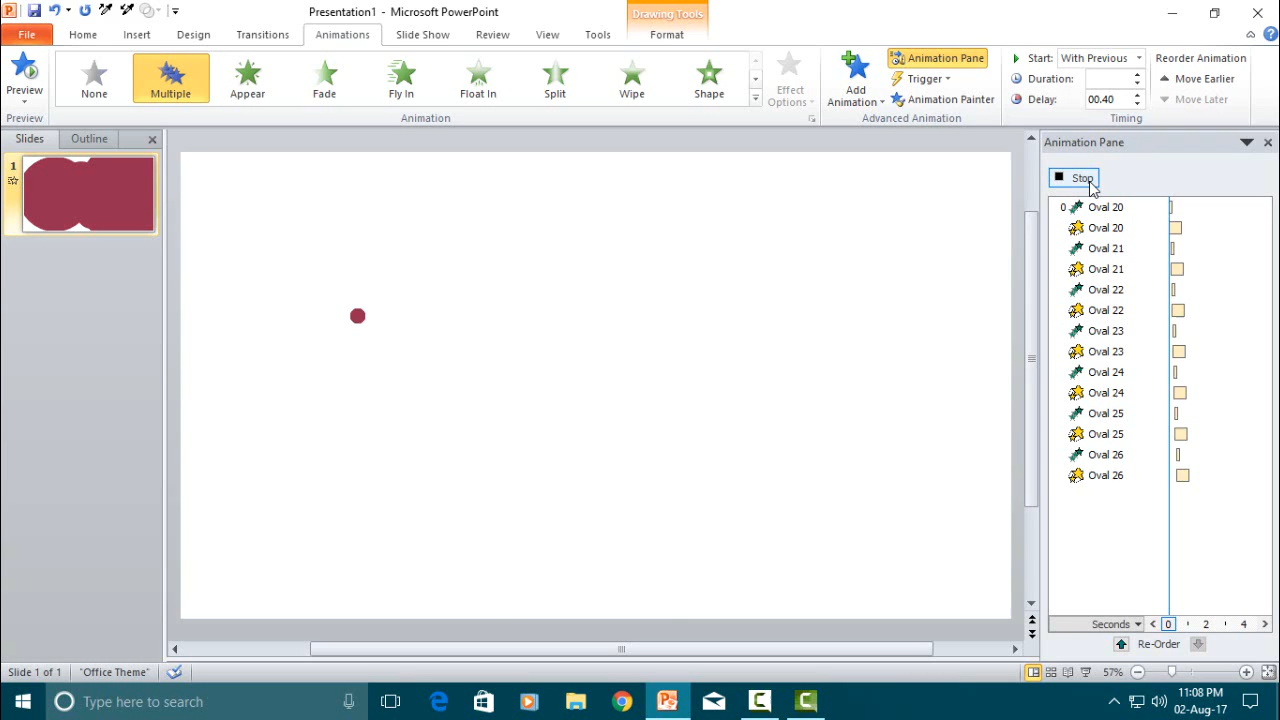 Presentation1 - Microsoft PowerPoint
Drawing Tools
File Home Insert Design Transitions Animations Slide Show Review View Tools Format
Preview
None Multiple Appear Fade Fly In Float In Split Wipe Shape
Effect Options
Add Animation
Animation Pane
Trigger
Animation Painter
Start: With Previous
Duration:
Delay: 00.40
Reorder Animation
Move Earlier
Move Later
Preview Animation Advanced Animation Timing
Slides Outline
1
Animation Pane
Stop
0 Oval 20
Oval 20
Oval 21
Oval 21
Oval 22
Oval 22
Oval 23
Oval 23
Oval 24
Oval 24
Oval 25
Oval 25
Oval 26
Oval 26
Seconds 0 2 4
Re-Order
Slide 1 of 1 "Office Theme" 57%
Type here to search
11:08 PM
02-Aug-17